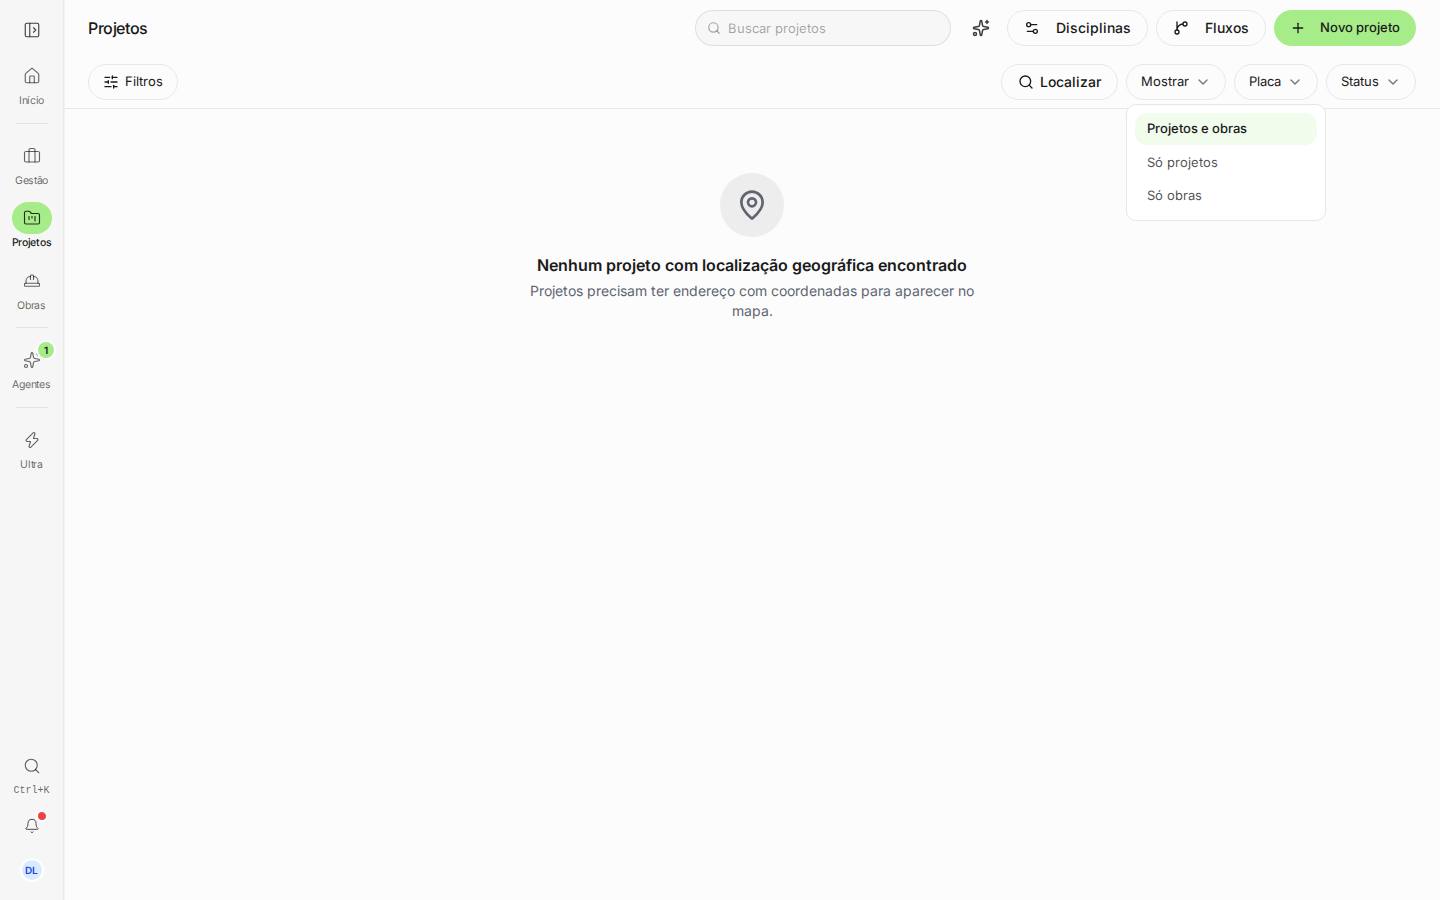 Projetos
Buscar projetos
Disciplinas
Fluxos
Novo projeto
Filtros
Localizar
Mostrar
Placa
Status
Projetos e obras
Só projetos
Só obras
Nenhum projeto com localização geográfica encontrado
Projetos precisam ter endereço com coordenadas para aparecer no
mapa.
Início
Gestão
Projetos
Obras
1
Agentes
Ultra
Ctrl+K
DL